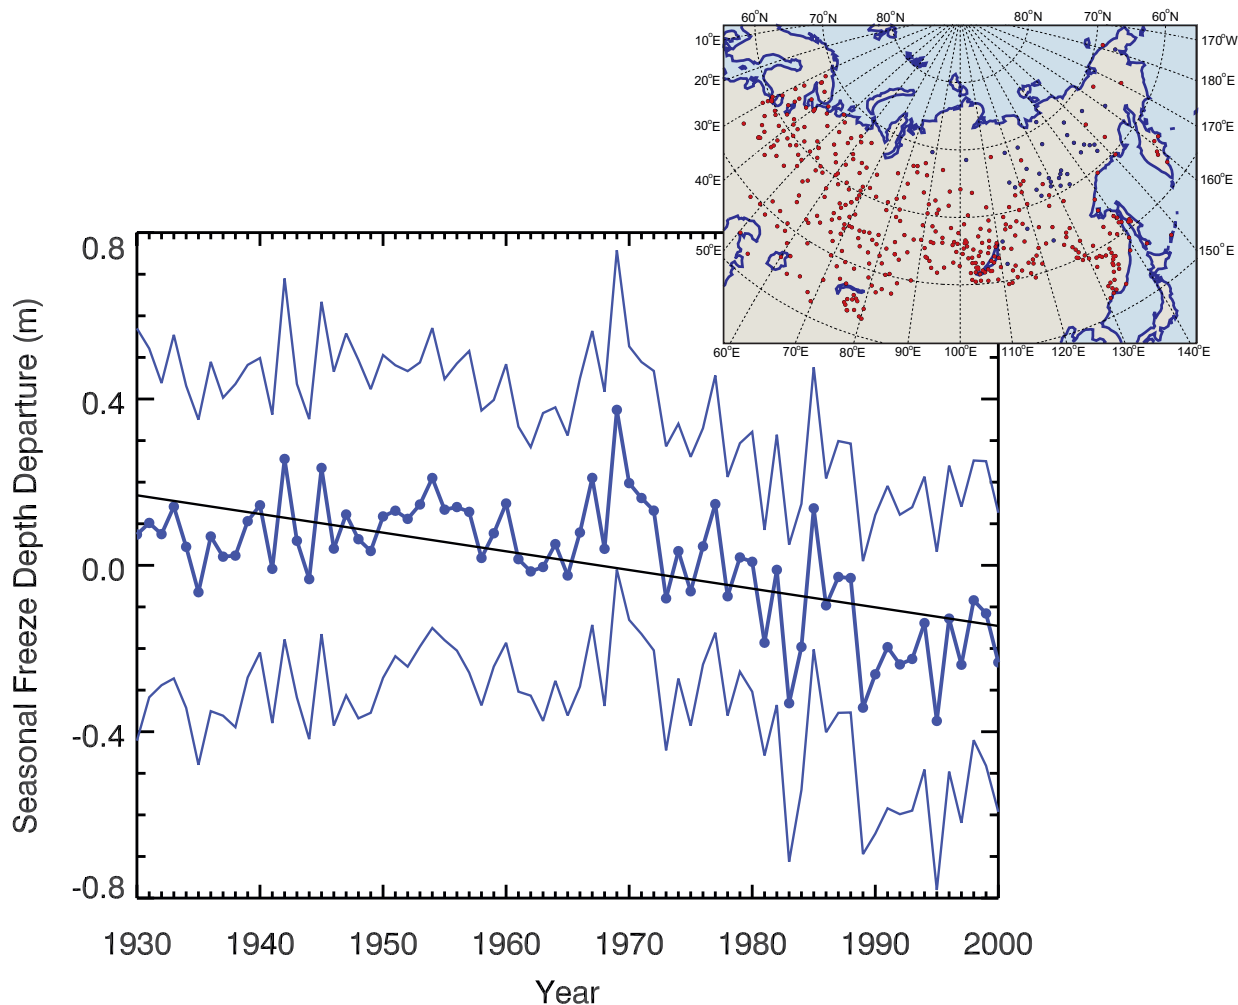 60°N 70°N 80°N 80°N 70°N 60°N
10°E 170°W
20°E 180°E
30°E 170°E
40°E 160°E
50°E 150°E
60°E 70°E 80°E 90°E 100°E 110°E 120°E 130°E 140°E
Seasonal Freeze Depth Departure (m)
0.8
0.4
0.0
-0.4
-0.8
1930 1940 1950 1960 1970 1980 1990 2000
Year